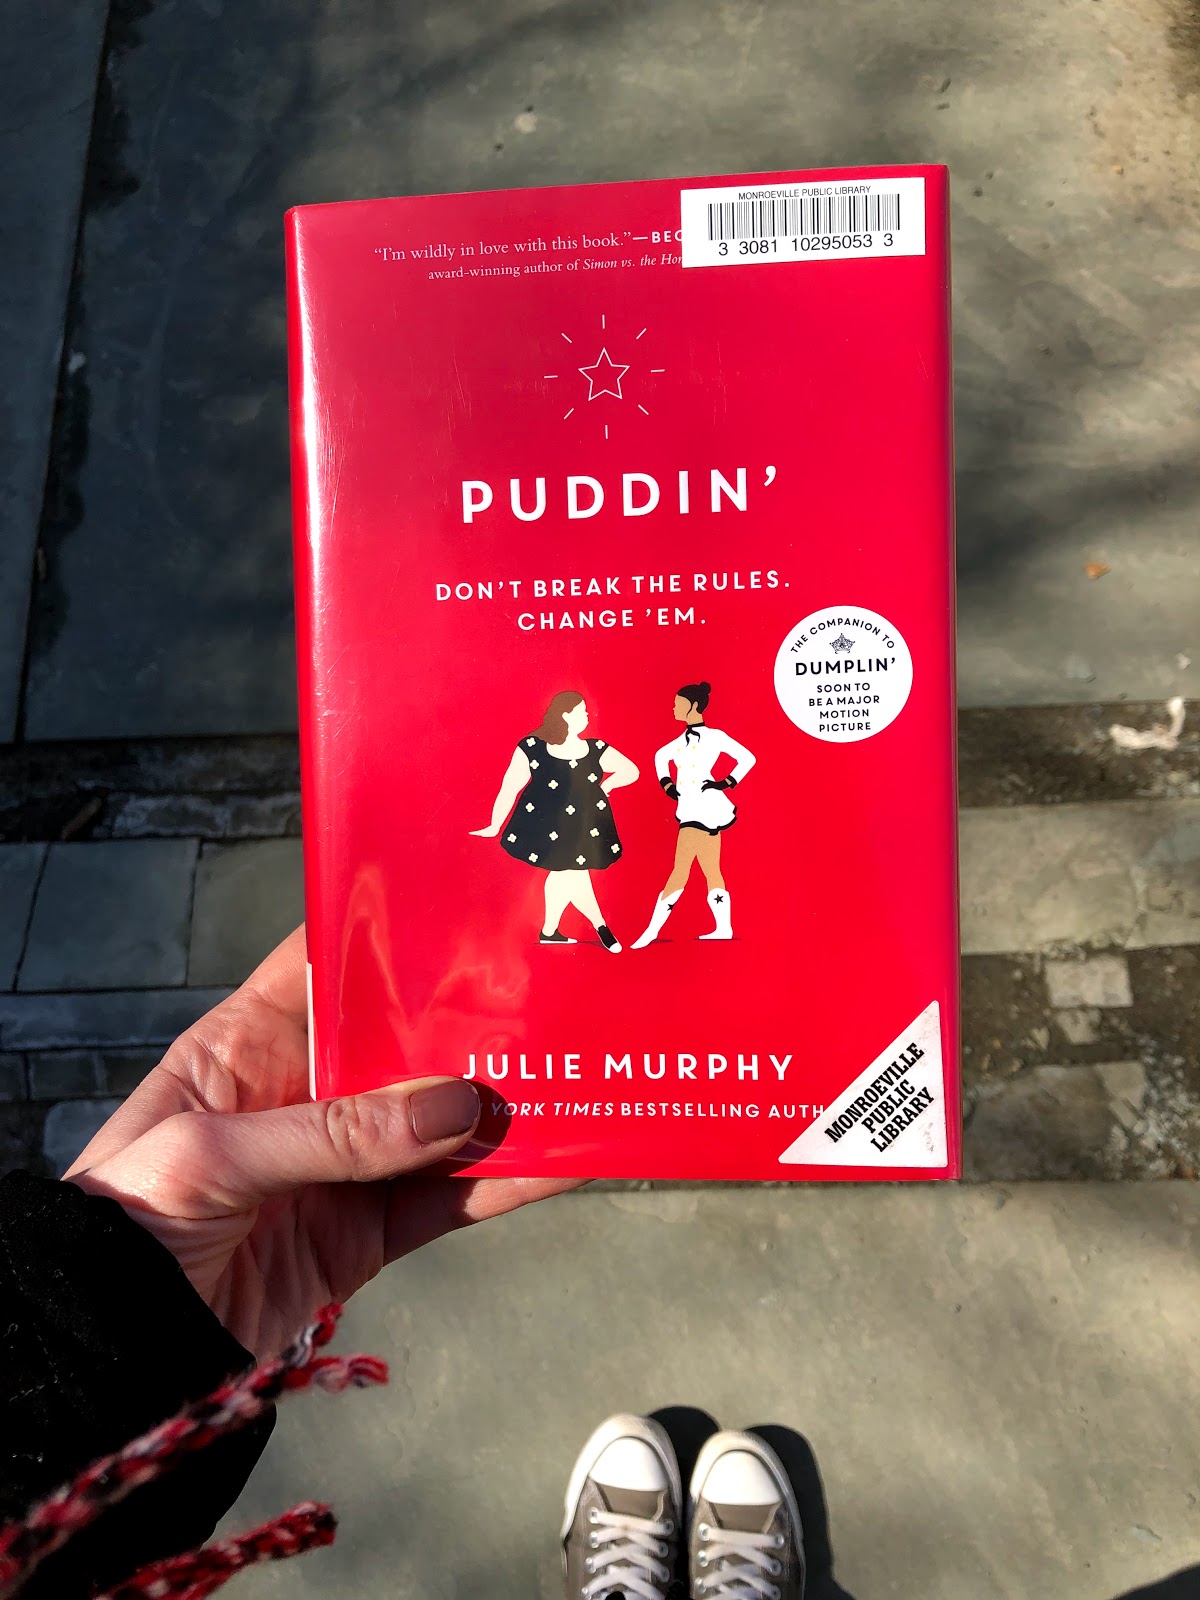 MONROEVILLE PUBLIC LIBRARY
3 3081 10295053 3
“I’m wildly in love with this book.”—BEC
award-winning author of Simon vs. the Hom
PUDDIN’
DON’T BREAK THE RULES.
CHANGE ’EM.
THE COMPANION TO
DUMPLIN’
SOON TO
BE A MAJOR
MOTION
PICTURE
JULIE MURPHY
YORK TIMES BESTSELLING AUTH
MONROEVILLE
PUBLIC
LIBRARY